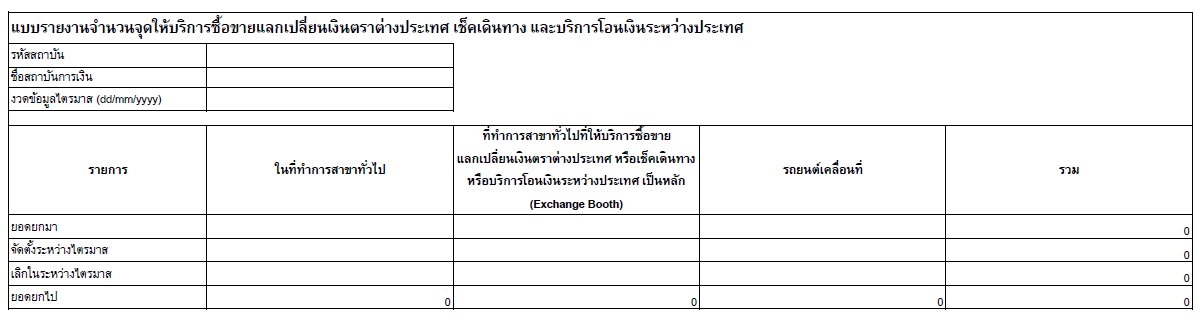 แบบรายงานจำนวนจุดให้บริการซื้อขายแลกเปลี่ยนเงินตราต่างประเทศ เช็คเดินทาง และบริการโอนเงินระหว่างประเทศ
รหัสสถาบัน
ชื่อสถาบันการเงิน
งวดข้อมูลไตรมาส (dd/mm/yyyy)
รายการ
ในที่ทำการสาขาทั่วไป
ที่ทำการสาขาทั่วไปที่ให้บริการซื้อขาย
แลกเปลี่ยนเงินตราต่างประเทศ หรือเช็คเดินทาง
หรือบริการโอนเงินระหว่างประเทศ เป็นหลัก
(Exchange Booth)
รถยนต์เคลื่อนที่
รวม
ยอดยกมา 0
จัดตั้งระหว่างไตรมาส 0
เลิกในระหว่างไตรมาส 0
ยอดยกไป 0 0 0 0